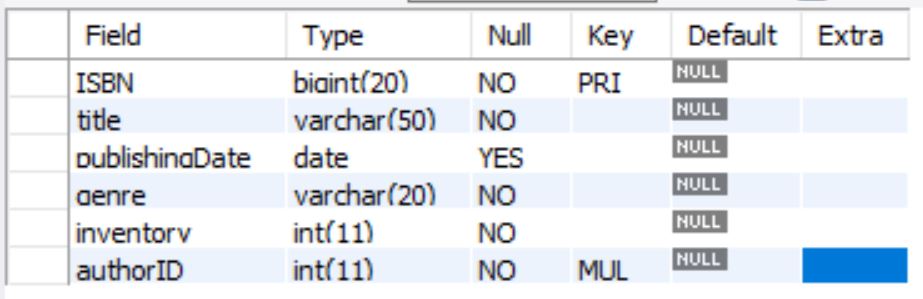 Field Type Null Key Default Extra
ISBN bigint(20) NO PRI NULL
title varchar(50) NO NULL
publishingDate date YES NULL
genre varchar(20) NO NULL
inventory int(11) NO NULL
authorID int(11) NO MUL NULL